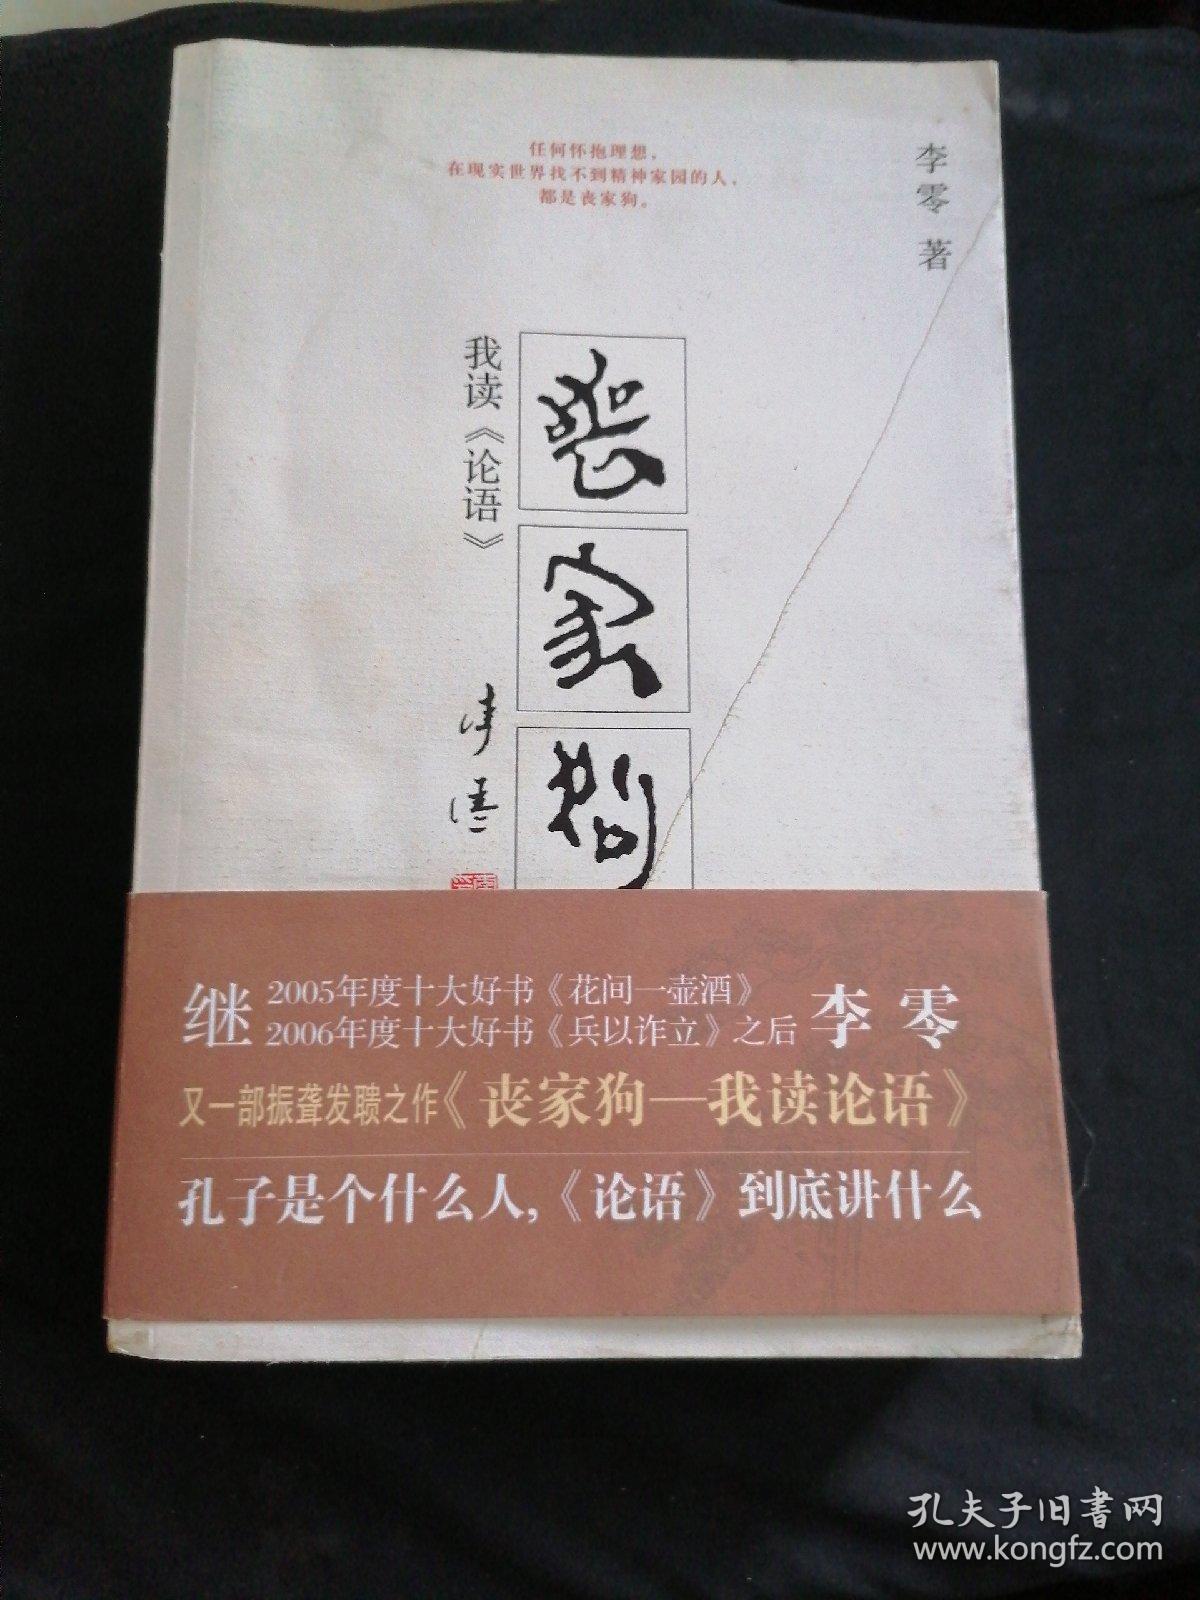 任何怀抱理想，
在现实世界找不到精神家园的人，
都是丧家狗。
李零 著
丧家狗
我读《论语》
李零
继
2005年度十大好书《花间一壶酒》
2006年度十大好书《兵以诈立》之后
李零
又一部振聋发聩之作《丧家狗—我读论语》
孔子是个什么人，《论语》到底讲什么
孔夫子旧書网
www.kongfz.com